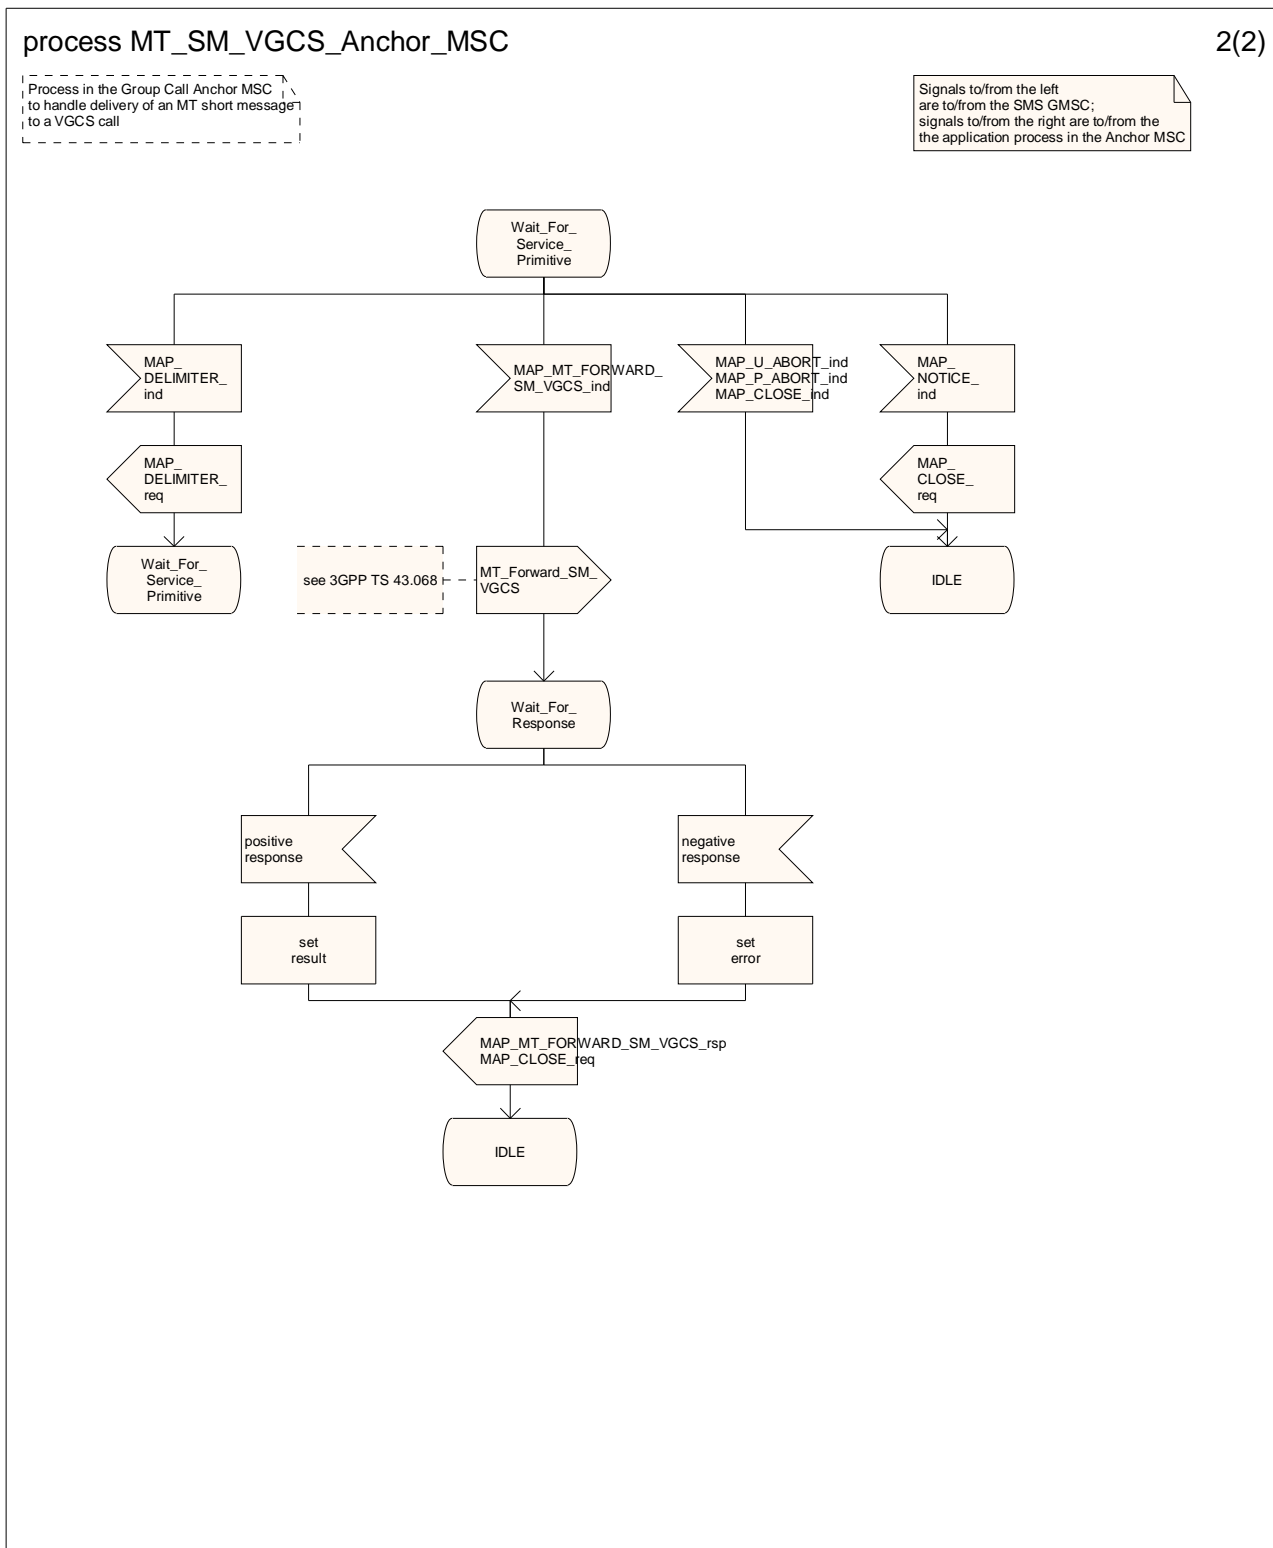 process MT_SM_VGCS_Anchor_MSC
2(2)
Process in the Group Call Anchor MSC
to handle delivery of an MT short message
to a VGCS call
Signals to/from the left
are to/from the SMS GMSC;
signals to/from the right are to/from the
the application process in the Anchor MSC
Wait_For_
Service_
Primitive
MAP_
DELIMITER_
ind
MAP_MT_FORWARD_
SM_VGCS_ind
MAP_U_ABORT_ind
MAP_P_ABORT_ind
MAP_CLOSE_ind
MAP_
NOTICE_
ind
MAP_
DELIMITER_
req
MAP_
CLOSE_
req
Wait_For_
Service_
Primitive
see 3GPP TS 43.068
MT_Forward_SM_
VGCS
IDLE
Wait_For_
Response
positive
response
negative
response
set
result
set
error
MAP_MT_FORWARD_SM_VGCS_rsp
MAP_CLOSE_req
IDLE